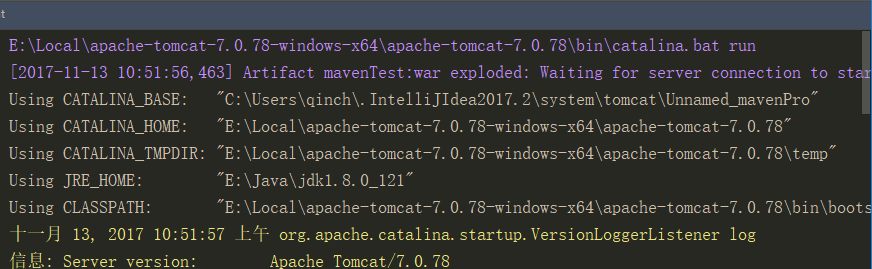 E:\Local\apache-tomcat-7.0.78-windows-x64\apache-tomcat-7.0.78\bin\catalina.bat run
[2017-11-13 10:51:56,463] Artifact mavenTest:war exploded: Waiting for server connection to star
Using CATALINA_BASE:   "C:\Users\qinch\.IntelliJIdea2017.2\system\tomcat\Unnamed_mavenPro"
Using CATALINA_HOME:   "E:\Local\apache-tomcat-7.0.78-windows-x64\apache-tomcat-7.0.78"
Using CATALINA_TMPDIR: "E:\Local\apache-tomcat-7.0.78-windows-x64\apache-tomcat-7.0.78\temp"
Using JRE_HOME:        "E:\Java\jdk1.8.0_121"
Using CLASSPATH:       "E:\Local\apache-tomcat-7.0.78-windows-x64\apache-tomcat-7.0.78\bin\boots
十一月 13, 2017 10:51:57 上午 org.apache.catalina.startup.VersionLoggerListener log
信息: Server version:        Apache Tomcat/7.0.78